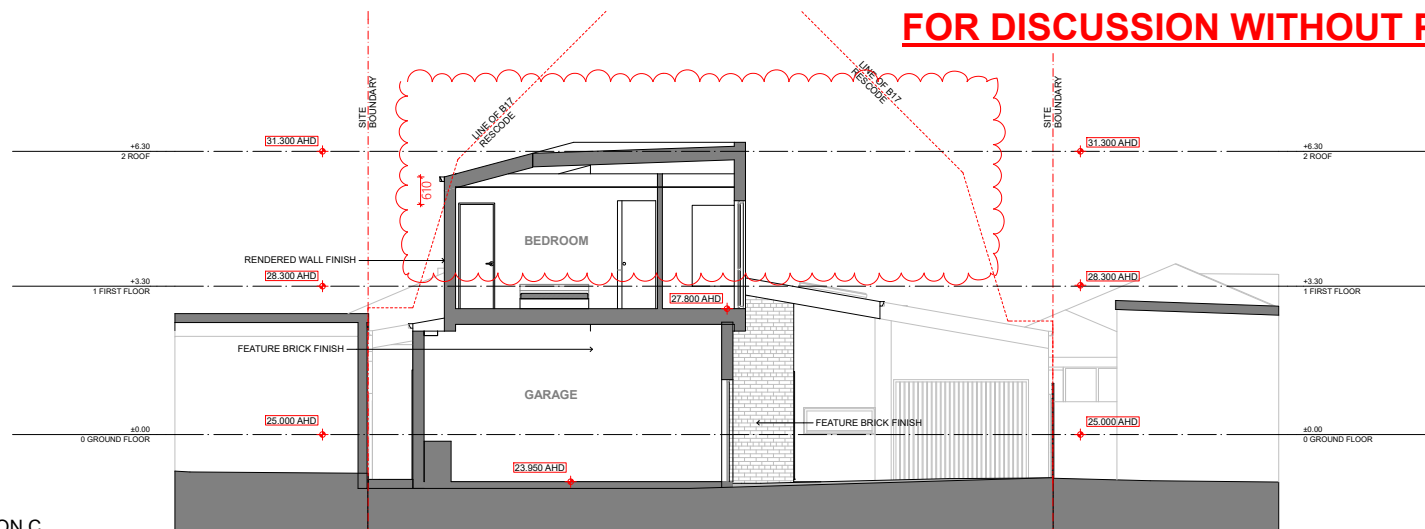 FOR DISCUSSION WITHOUT
SITE
BOUNDARY
LINE OF B17
RESCODE
LINE OF B17
RESCODE
SITE
BOUNDARY
+6.30
2 ROOF
31.300 AHD
31.300 AHD
+6.30
2 ROOF
610
BEDROOM
RENDERED WALL FINISH
+3.30
1 FIRST FLOOR
28.300 AHD
28.300 AHD
+3.30
1 FIRST FLOOR
27.800 AHD
FEATURE BRICK FINISH
GARAGE
±0.00
0 GROUND FLOOR
25.000 AHD
FEATURE BRICK FINISH
25.000 AHD
±0.00
0 GROUND FLOOR
23.950 AHD